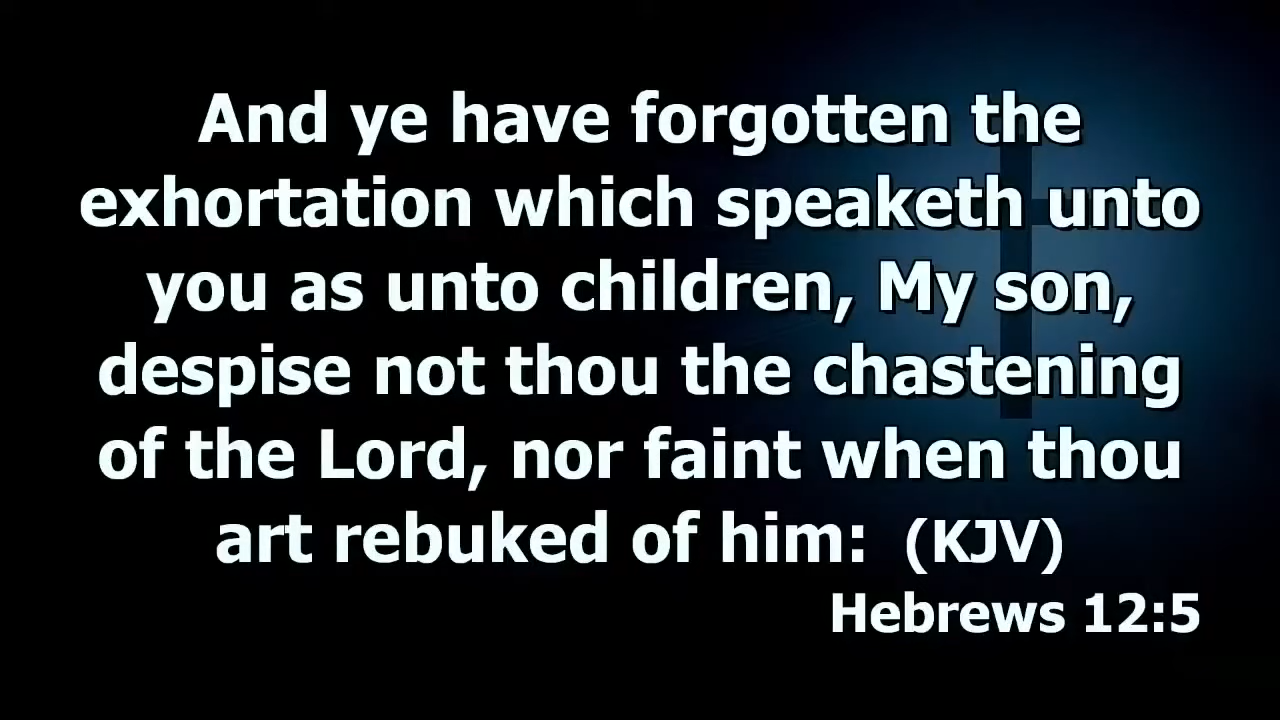 And ye have forgotten the
exhortation which speaketh unto
you as unto children, My son,
despise not thou the chastening
of the Lord, nor faint when thou
art rebuked of him: (KJV)
Hebrews 12:5